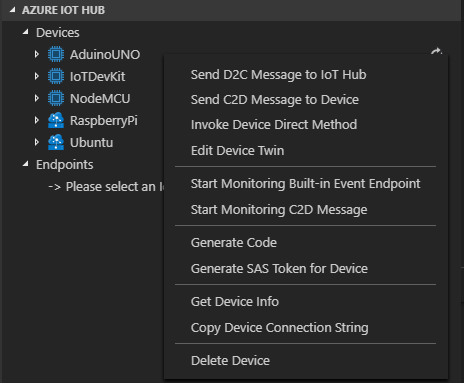 AZURE IOT HUB
Devices
AduinoUNO
IoTDevKit
NodeMCU
RaspberryPi
Ubuntu
Endpoints
-> Please select an
Send D2C Message to IoT Hub
Send C2D Message to Device
Invoke Device Direct Method
Edit Device Twin
Start Monitoring Built-in Event Endpoint
Start Monitoring C2D Message
Generate Code
Generate SAS Token for Device
Get Device Info
Copy Device Connection String
Delete Device